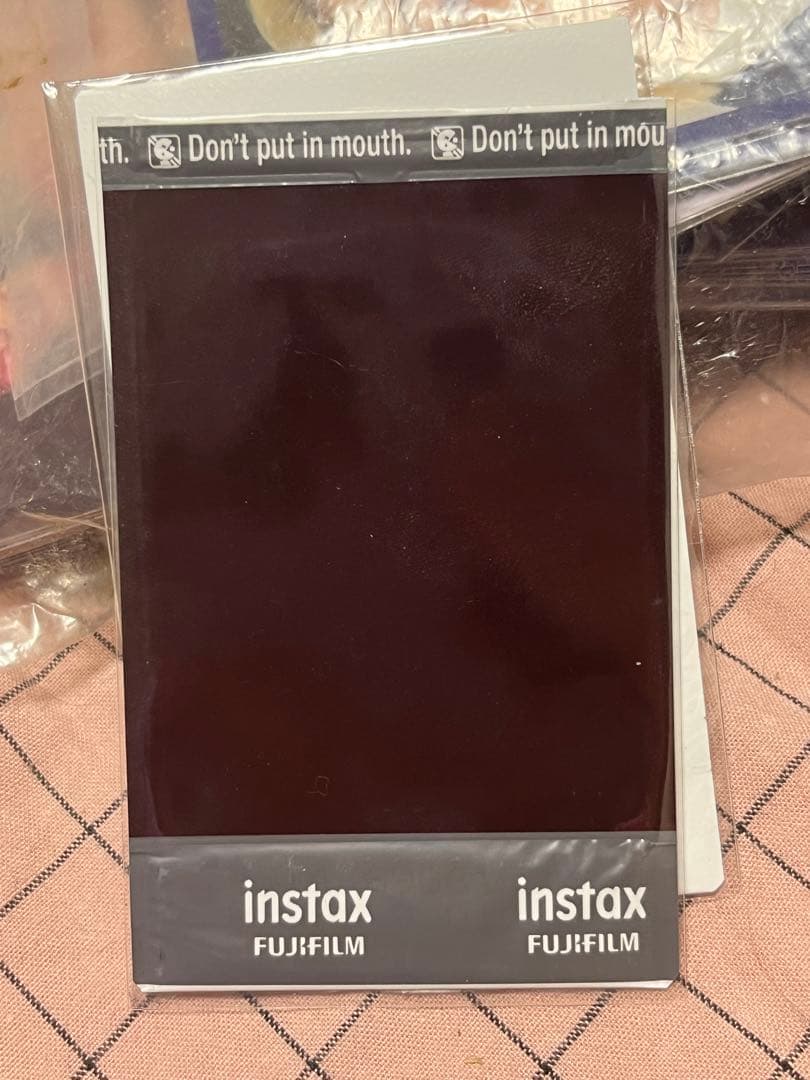 th. Don't put in mouth. Don't put in mou
instax instax
FUJIFILM FUJIFILM